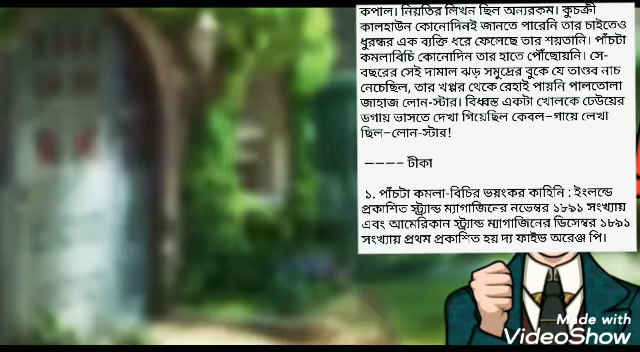 কপাল। নিয়তির লিখন ছিল অন্যরকম। কুচক্রী
কালহাউন কোনোদিনই জানতে পারেনি তার চাইতেও
ধুরন্ধর এক ব্যক্তি ধরে ফেলেছে তার শয়তানি। পাঁচটা
কমলাবিচি কোনোদিন তার হাতে পৌঁছোয়নি। সে-
বছরের সেই দামাল ঝড় সমুদ্রের বুকে যে তাণ্ডব নাচ
নেচেছিল, তার খপ্পর থেকে রেহাই পায়নি পালতোলা
জাহাজ লোন-স্টার। বিধ্বস্ত একটা খোলকে ঢেউয়ের
ডগায় ভাসতে দেখা গিয়েছিল কেবল–গায়ে লেখা
ছিল–লোন-স্টার!
———– টীকা
১. পাঁচটা কমলা-বিচির ভয়ংকর কাহিনি : ইংলন্ডে
প্রকাশিত স্ট্র্যান্ড ম্যাগাজিনের নভেম্বর ১৮৯১ সংখ্যায়
এবং আমেরিকান স্ট্র্যান্ড ম্যাগাজিনের ডিসেম্বর ১৮৯১
সংখ্যায় প্রথম প্রকাশিত হয় দ্য ফাইভ অরেঞ্জ পি।
Made with
VideoShow